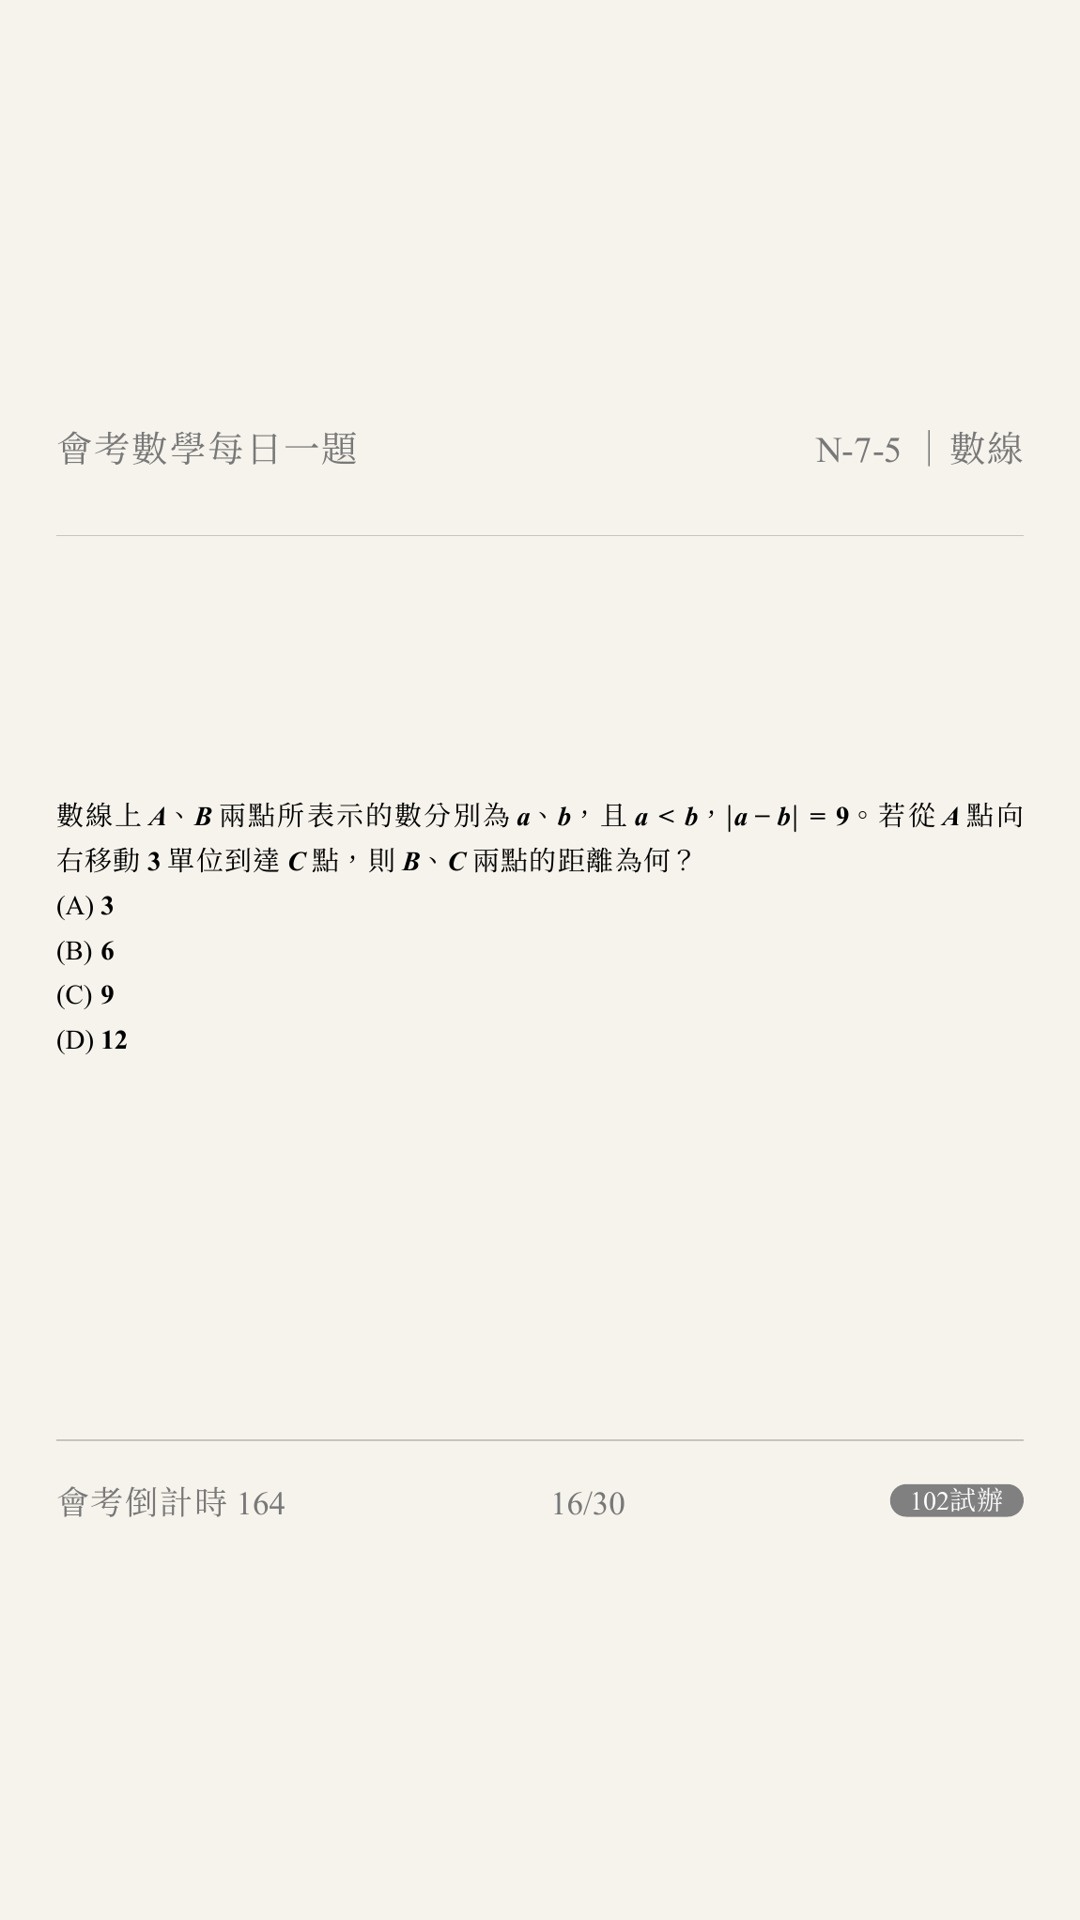 會考數學每日一題
N-7-5｜數線
數線上 A、B 兩點所表示的數分別為 a、b，且 a < b，|a − b| = 9。若從 A 點向
右移動 3 單位到達 C 點，則 B、C 兩點的距離為何？
(A) 3
(B) 6
(C) 9
(D) 12
會考倒計時 164
16/30
102試辦